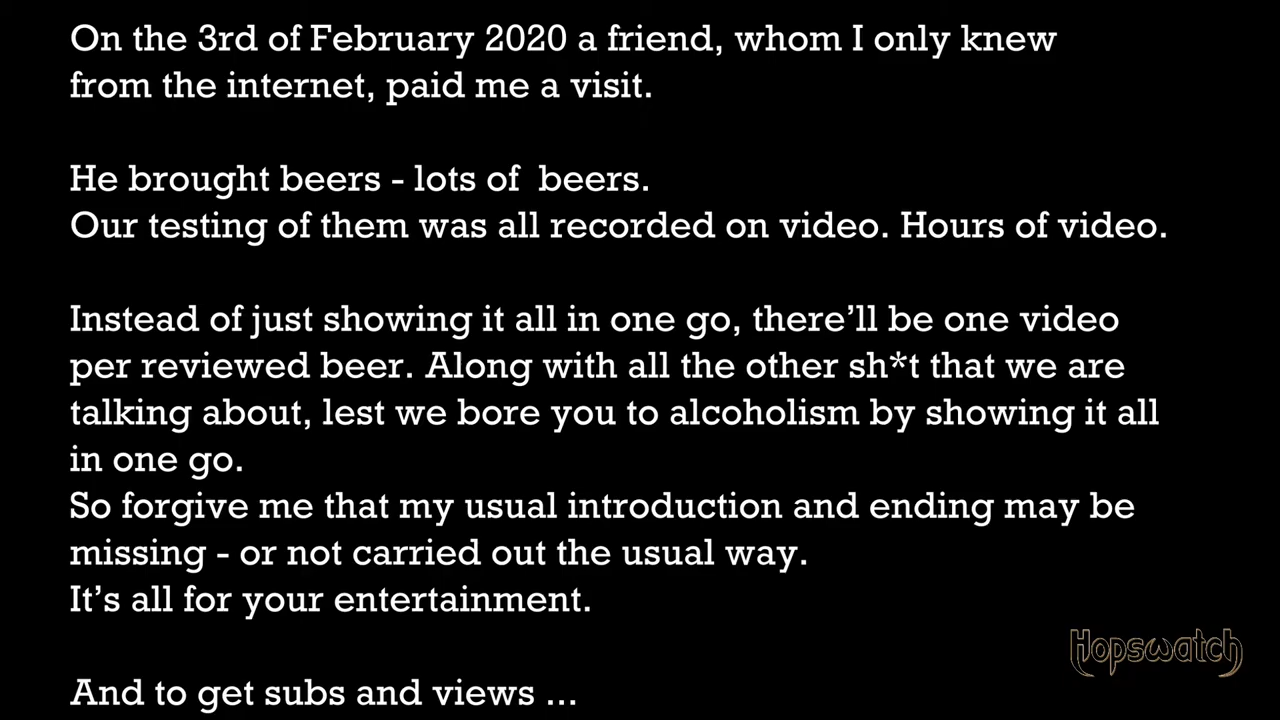 On the 3rd of February 2020 a friend, whom I only knew
from the internet, paid me a visit.
He brought beers - lots of  beers.
Our testing of them was all recorded on video. Hours of video.
Instead of just showing it all in one go, there’ll be one video
per reviewed beer. Along with all the other sh*t that we are
talking about, lest we bore you to alcoholism by showing it all
in one go.
So forgive me that my usual introduction and ending may be
missing - or not carried out the usual way.
It’s all for your entertainment.
Hopswatch
And to get subs and views ...